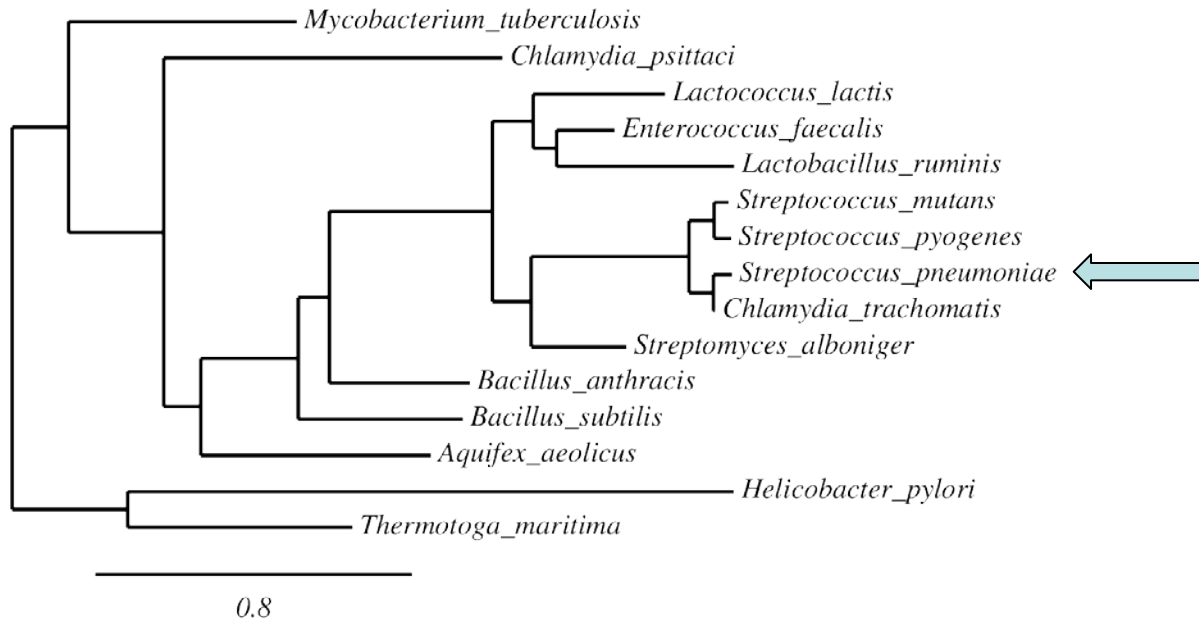 Mycobacterium_tuberculosis
Chlamydia_psittaci
Lactococcus_lactis
Enterococcus_faecalis
Lactobacillus_ruminis
Streptococcus_mutans
Streptococcus_pyogenes
Streptococcus_pneumoniae
Chlamydia_trachomatis
Streptomyces_alboniger
Bacillus_anthracis
Bacillus_subtilis
Aquifex_aeolicus
Helicobacter_pylori
Thermotoga_maritima
0.8